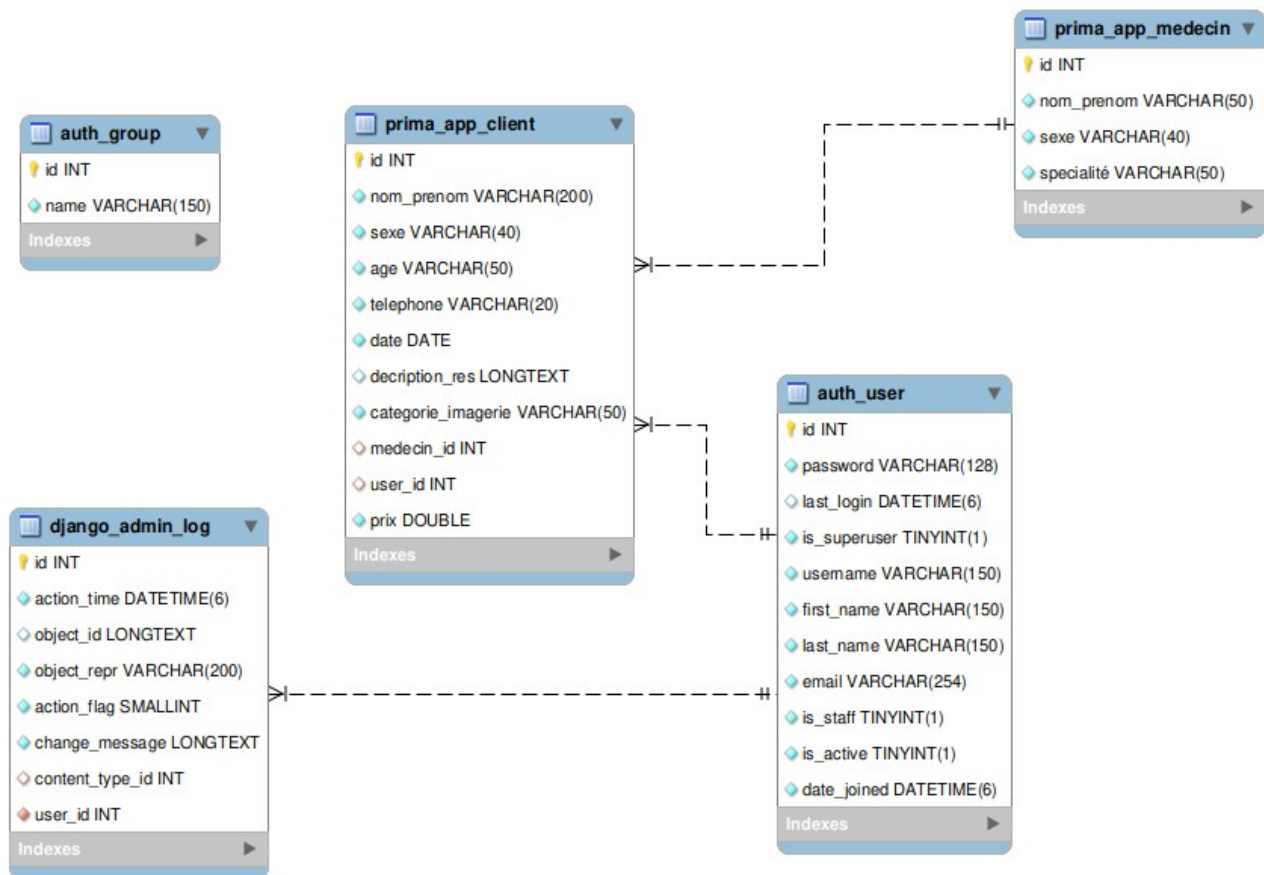 auth_group
id INT
name VARCHAR(150)
Indexes
prima_app_client
id INT
nom_prenom VARCHAR(200)
sexe VARCHAR(40)
age VARCHAR(50)
telephone VARCHAR(20)
date DATE
decription_res LONGTEXT
categorie_imagerie VARCHAR(50)
medecin_id INT
user_id INT
prix DOUBLE
Indexes
prima_app_medecin
id INT
nom_prenom VARCHAR(50)
sexe VARCHAR(40)
specialité VARCHAR(50)
Indexes
django_admin_log
id INT
action_time DATETIME(6)
object_id LONGTEXT
object_repr VARCHAR(200)
action_flag SMALLINT
change_message LONGTEXT
content_type_id INT
user_id INT
Indexes
auth_user
id INT
password VARCHAR(128)
last_login DATETIME(6)
is_superuser TINYINT(1)
username VARCHAR(150)
first_name VARCHAR(150)
last_name VARCHAR(150)
email VARCHAR(254)
is_staff TINYINT(1)
is_active TINYINT(1)
date_joined DATETIME(6)
Indexes